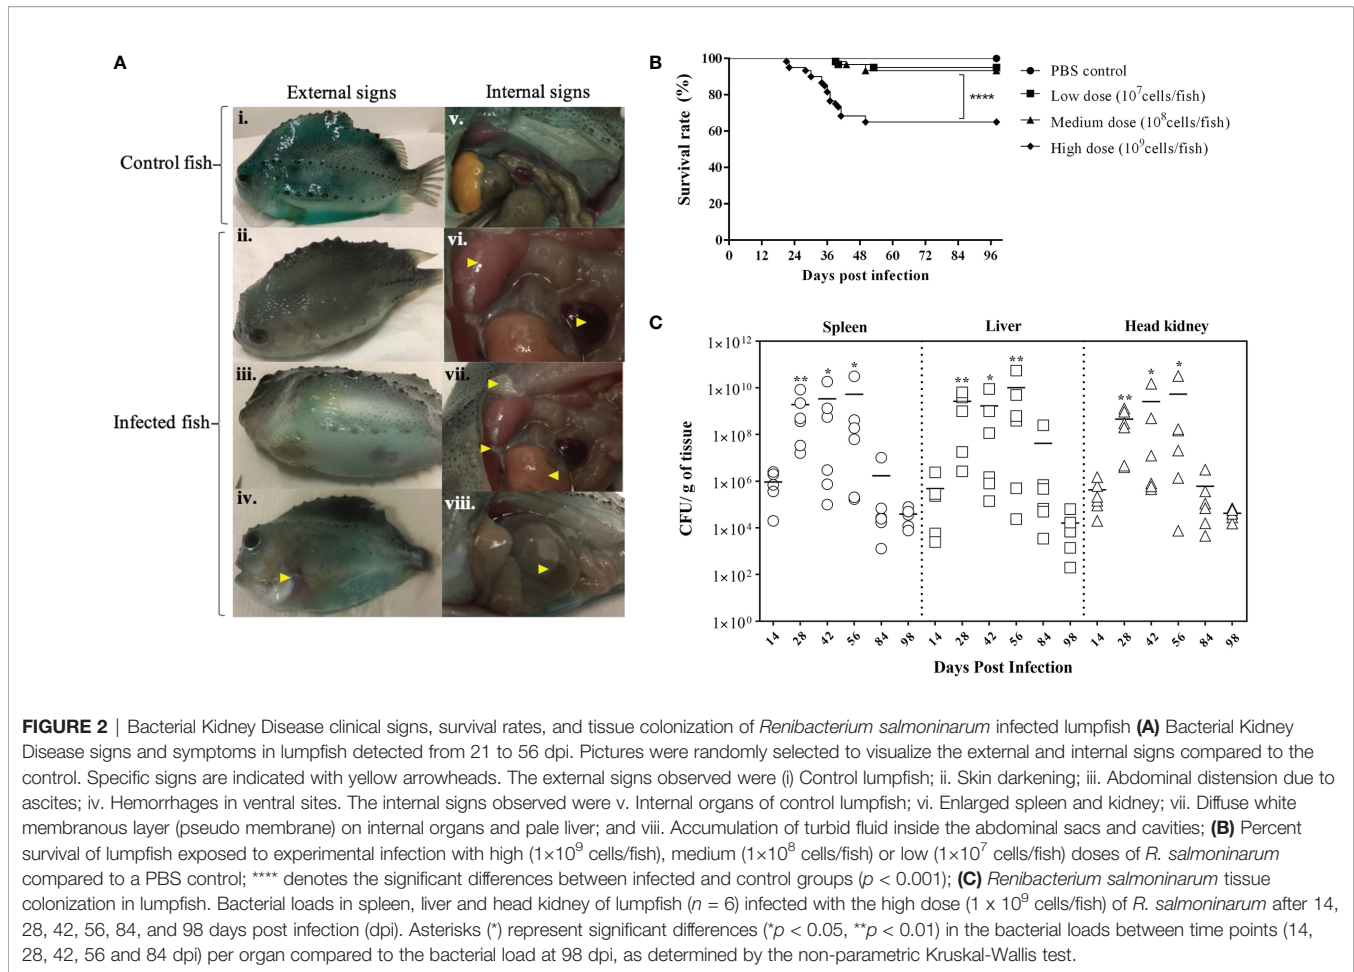 A
External signs
Internal signs
Control fish
Infected fish
i.
v.
ii.
vi.
iii.
vii.
iv.
viii.
B
Survival rate (%)
100
80
60
40
20
0
0 12 24 36 48 60 72 84 96
Days post infection
****
PBS control
Low dose (10⁷cells/fish)
Medium dose (10⁸cells/fish)
High dose (10⁹cells/fish)
C
Spleen Liver Head kidney
CFU/ g of tissue
1×10¹²
1×10¹⁰
1×10⁸
1×10⁶
1×10⁴
1×10²
1×10⁰
** * * ** * ** ** * *
14 28 42 56 84 98 14 28 42 56 84 98 14 28 42 56 84 98
Days Post Infection
FIGURE 2 | Bacterial Kidney Disease clinical signs, survival rates, and tissue colonization of Renibacterium salmoninarum infected lumpfish (A) Bacterial Kidney
Disease signs and symptoms in lumpfish detected from 21 to 56 dpi. Pictures were randomly selected to visualize the external and internal signs compared to the
control. Specific signs are indicated with yellow arrowheads. The external signs observed were (i) Control lumpfish; ii. Skin darkening; iii. Abdominal distension due to
ascites; iv. Hemorrhages in ventral sites. The internal signs observed were v. Internal organs of control lumpfish; vi. Enlarged spleen and kidney; vii. Diffuse white
membranous layer (pseudo membrane) on internal organs and pale liver; and viii. Accumulation of turbid fluid inside the abdominal sacs and cavities; (B) Percent
survival of lumpfish exposed to experimental infection with high (1×10⁹ cells/fish), medium (1×10⁸ cells/fish) or low (1×10⁷ cells/fish) doses of R. salmoninarum
compared to a PBS control; **** denotes the significant differences between infected and control groups (p < 0.001); (C) Renibacterium salmoninarum tissue
colonization in lumpfish. Bacterial loads in spleen, liver and head kidney of lumpfish (n = 6) infected with the high dose (1 x 10⁹ cells/fish) of R. salmoninarum after 14,
28, 42, 56, 84, and 98 days post infection (dpi). Asterisks (*) represent significant differences (*p < 0.05, **p < 0.01) in the bacterial loads between time points (14,
28, 42, 56 and 84 dpi) per organ compared to the bacterial load at 98 dpi, as determined by the non-parametric Kruskal-Wallis test.